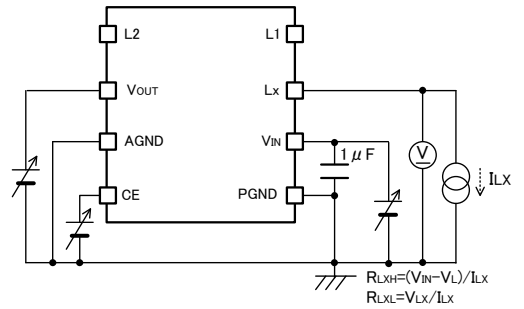 L2 L1
VOUT LX
AGND VIN
1μF
V
ILX
CE PGND
RLXH=(VIN-VL)/ILX
RLXL=VLX/ILX